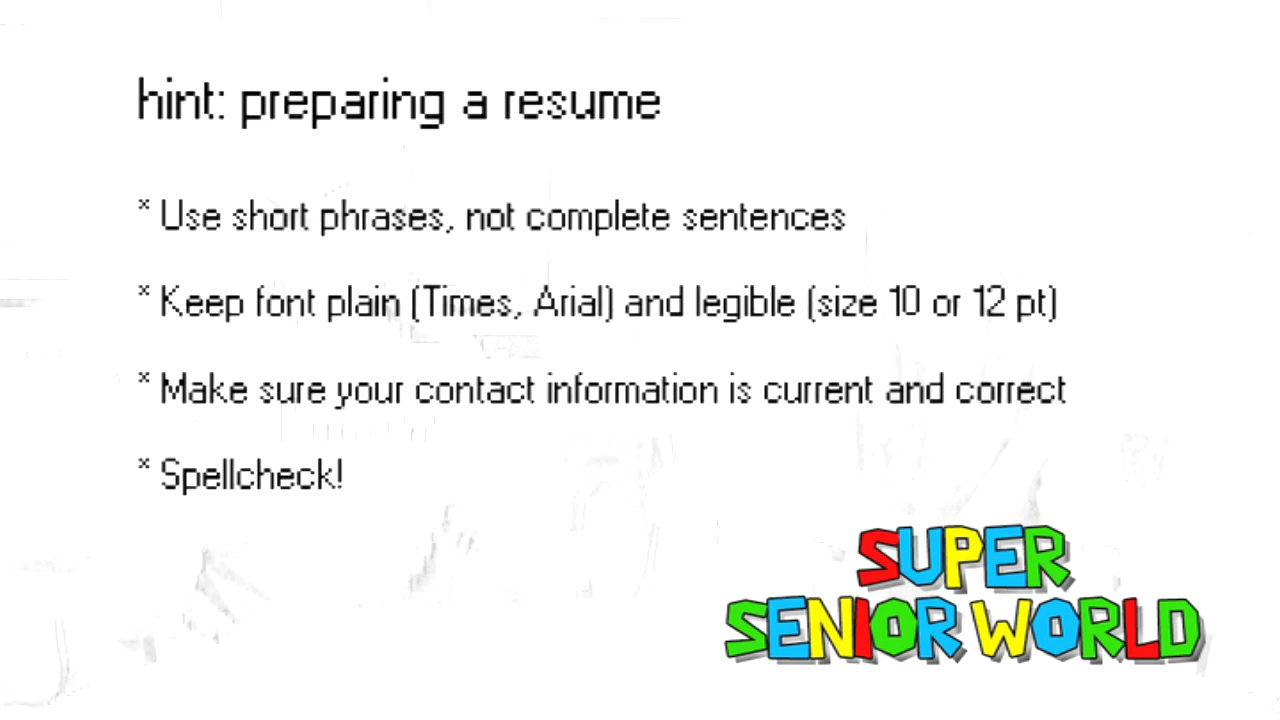 hint: preparing a resume
* Use short phrases, not complete sentences
* Keep font plain (Times, Arial) and legible (size 10 or 12 pt)
* Make sure your contact information is current and correct
* Spellcheck!
SUPER
SENIOR WORLD